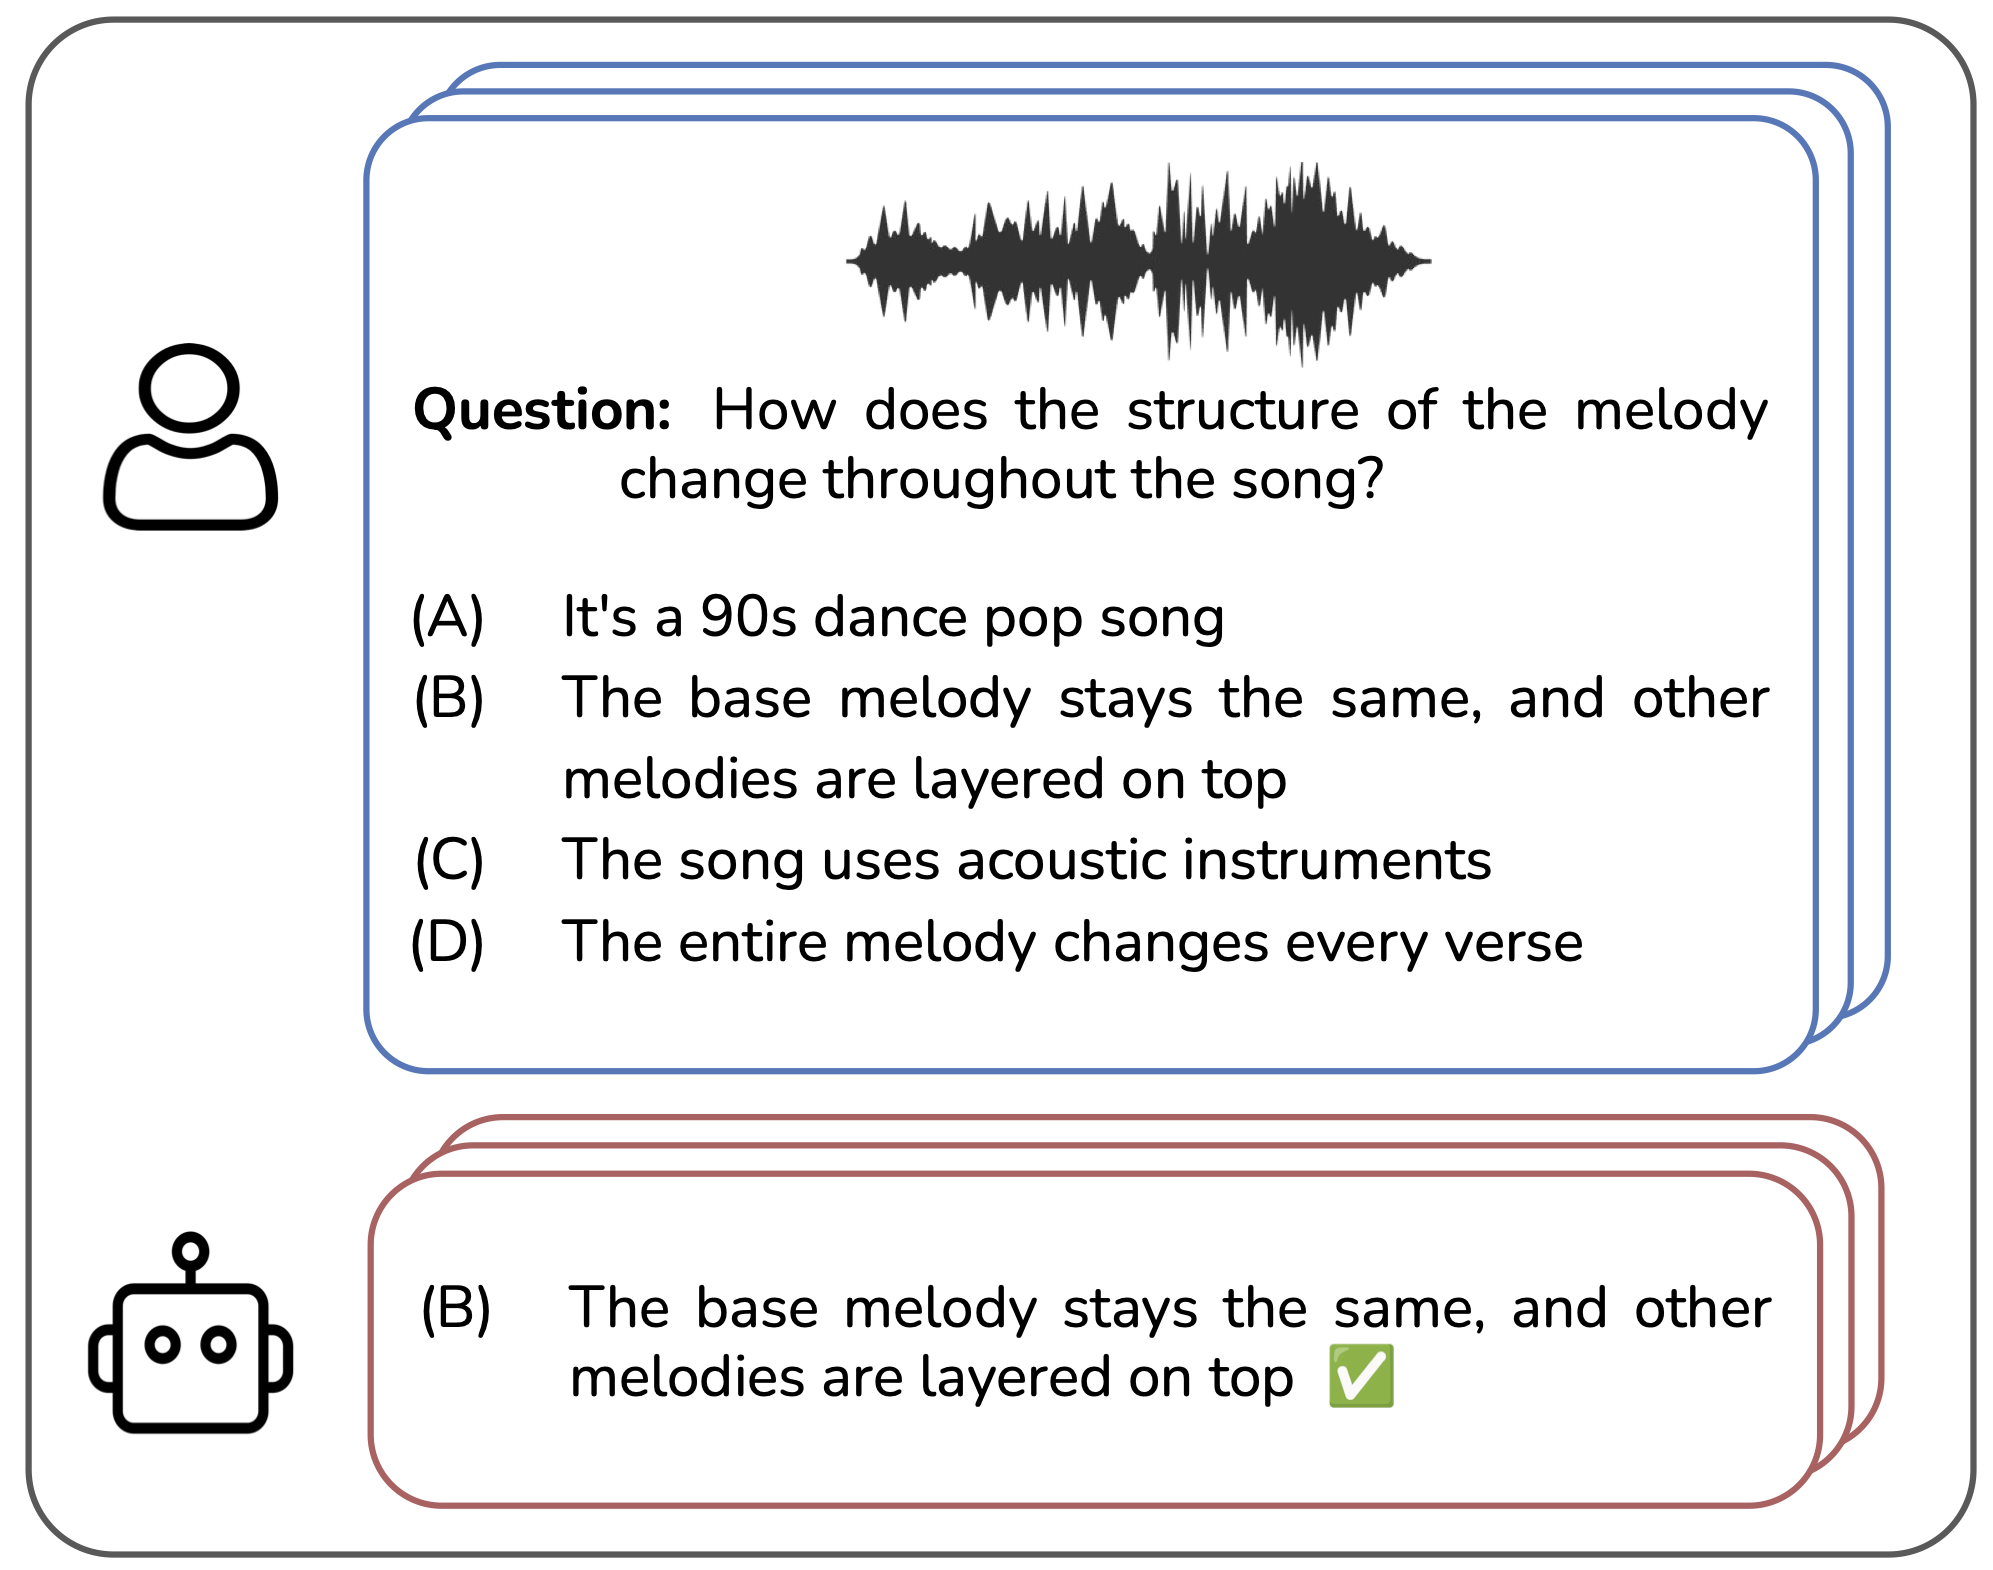 Question: How does the structure of the melody
change throughout the song?
(A) It's a 90s dance pop song
(B) The base melody stays the same, and other
melodies are layered on top
(C) The song uses acoustic instruments
(D) The entire melody changes every verse
(B) The base melody stays the same, and other
melodies are layered on top ✅